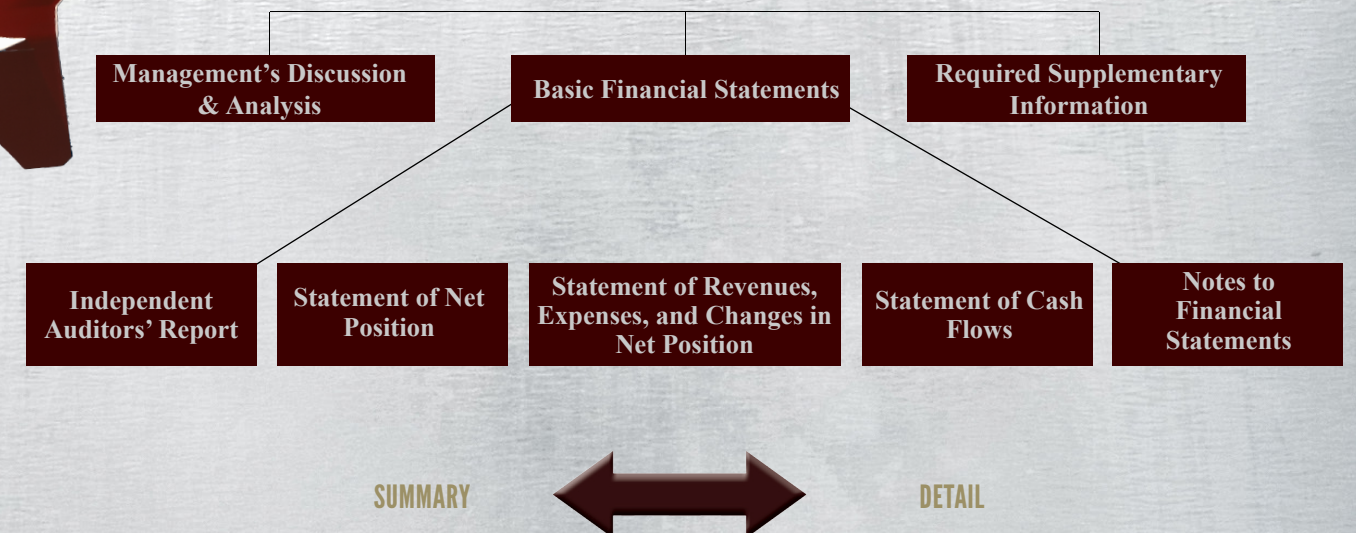 Management’s Discussion
& Analysis
Basic Financial Statements
Required Supplementary
Information
Independent
Auditors’ Report
Statement of Net
Position
Statement of Revenues,
Expenses, and Changes in
Net Position
Statement of Cash
Flows
Notes to
Financial
Statements
SUMMARY
DETAIL